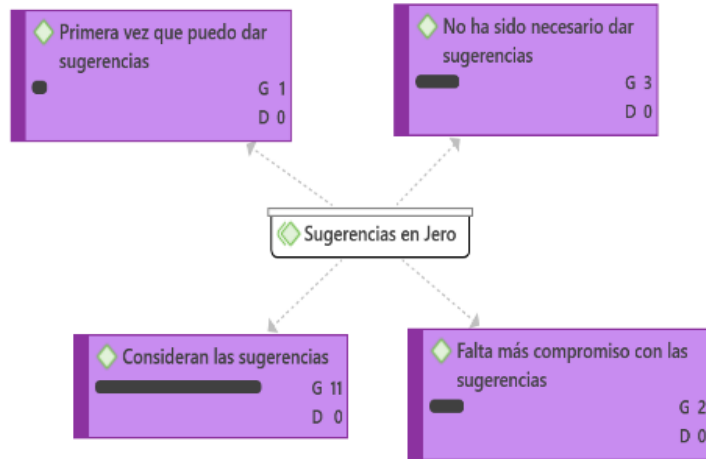 Primera vez que puedo dar
sugerencias
G 1
D 0
No ha sido necesario dar
sugerencias
G 3
D 0
Sugerencias en Jero
Consideran las sugerencias
G 11
D 0
Falta más compromiso con las
sugerencias
G 2
D 0